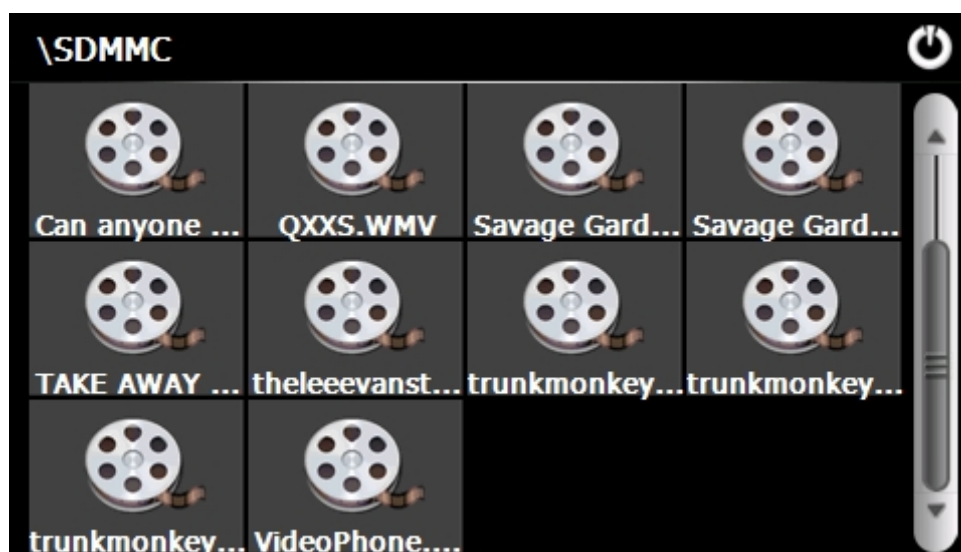 \SDMMC
Can anyone ...
QXXS.WMV
Savage Gard...
Savage Gard...
TAKE AWAY ...
theleeevanst...
trunkmonkey...
trunkmonkey...
trunkmonkey...
VideoPhone....